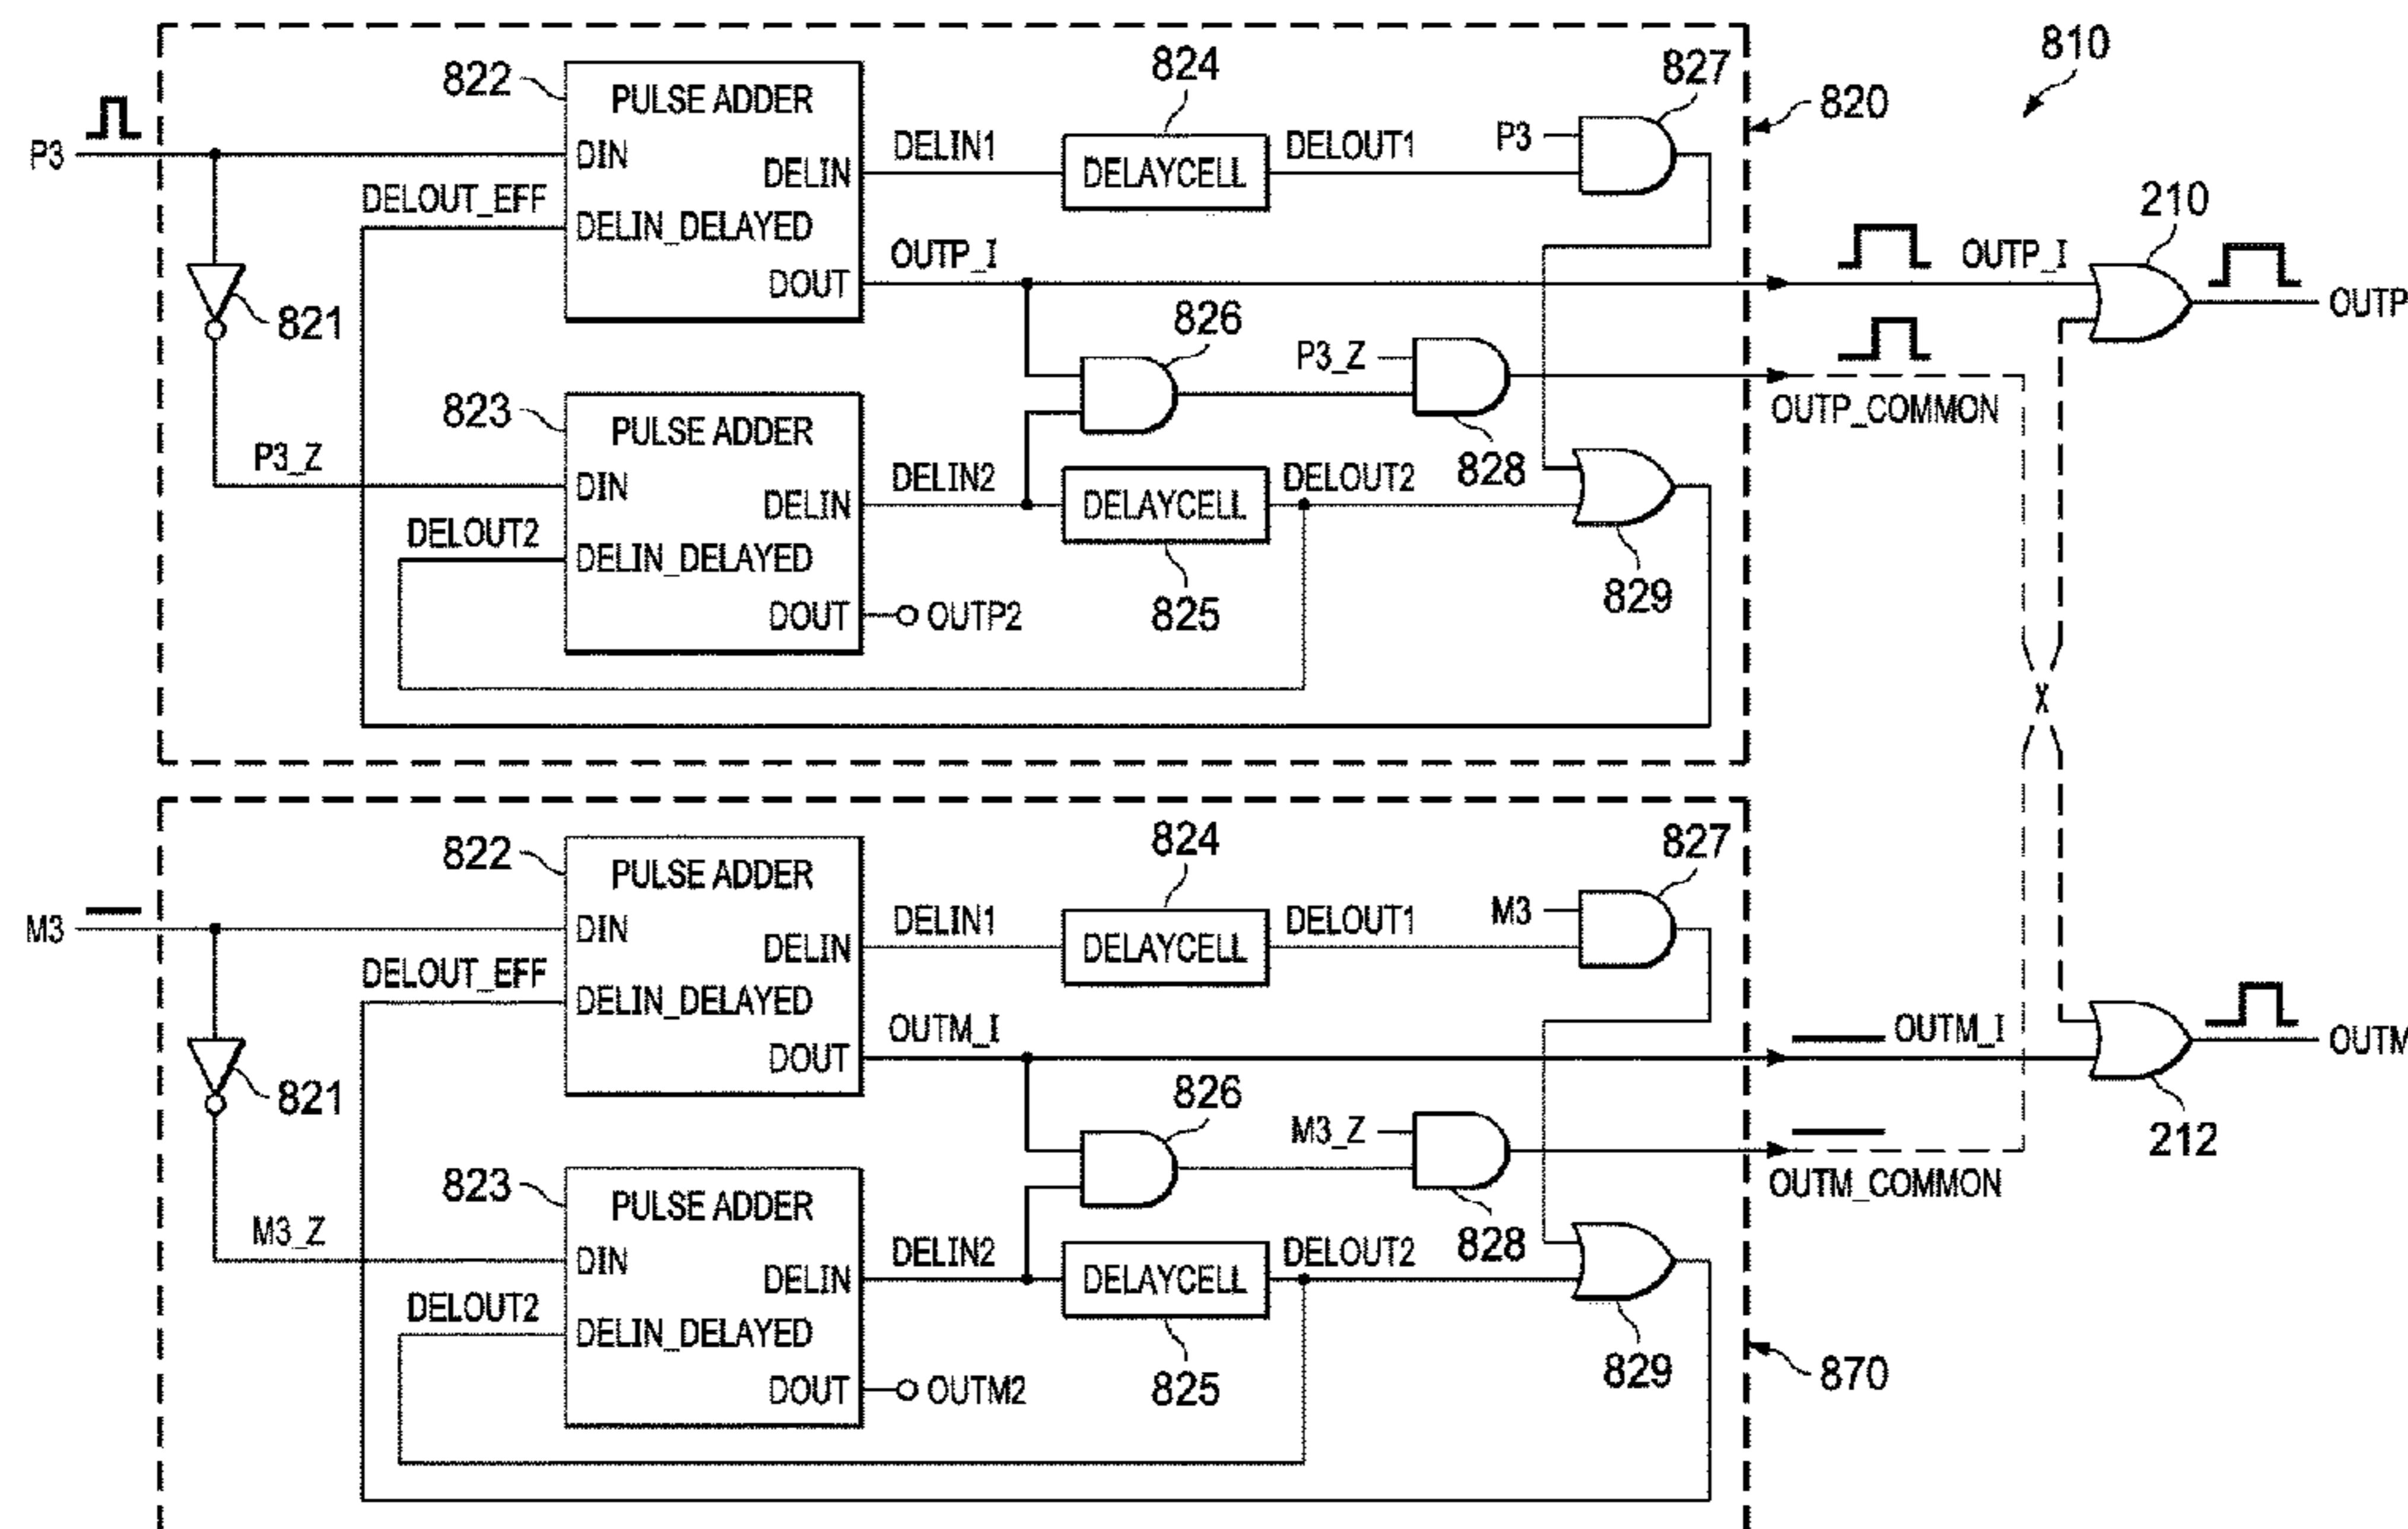 810
820
822
PULSE ADDER
824
827
P3
DIN
DELIN
DELIN1
DELAYCELL
DELOUT1
P3
DELOUT_EFF
DELIN_DELAYED
DOUT
OUTP_I
OUTP_I
210
OUTP
821
826
P3_Z
828
OUTP_COMMON
823
PULSE ADDER
P3_Z
DIN
DELIN
DELIN2
DELAYCELL
DELOUT2
829
DELOUT2
DELIN_DELAYED
DOUT
OUTP2
825
X
822
PULSE ADDER
824
827
M3
DIN
DELIN
DELIN1
DELAYCELL
DELOUT1
M3
DELOUT_EFF
DELIN_DELAYED
DOUT
OUTM_I
OUTM_I
OUTM
212
821
826
M3_Z
828
OUTM_COMMON
823
PULSE ADDER
M3_Z
DIN
DELIN
DELIN2
DELAYCELL
DELOUT2
829
870
DELOUT2
DELIN_DELAYED
DOUT
OUTM2
825